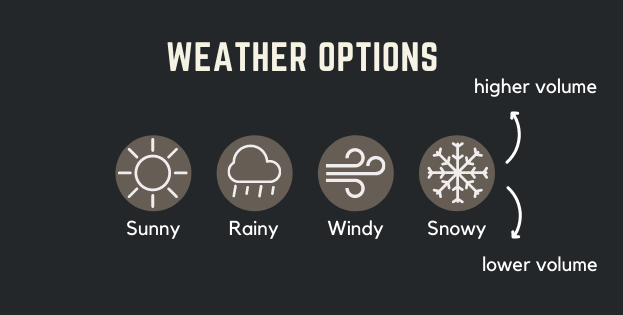 WEATHER OPTIONS
higher volume
Sunny
Rainy
Windy
Snowy
lower volume